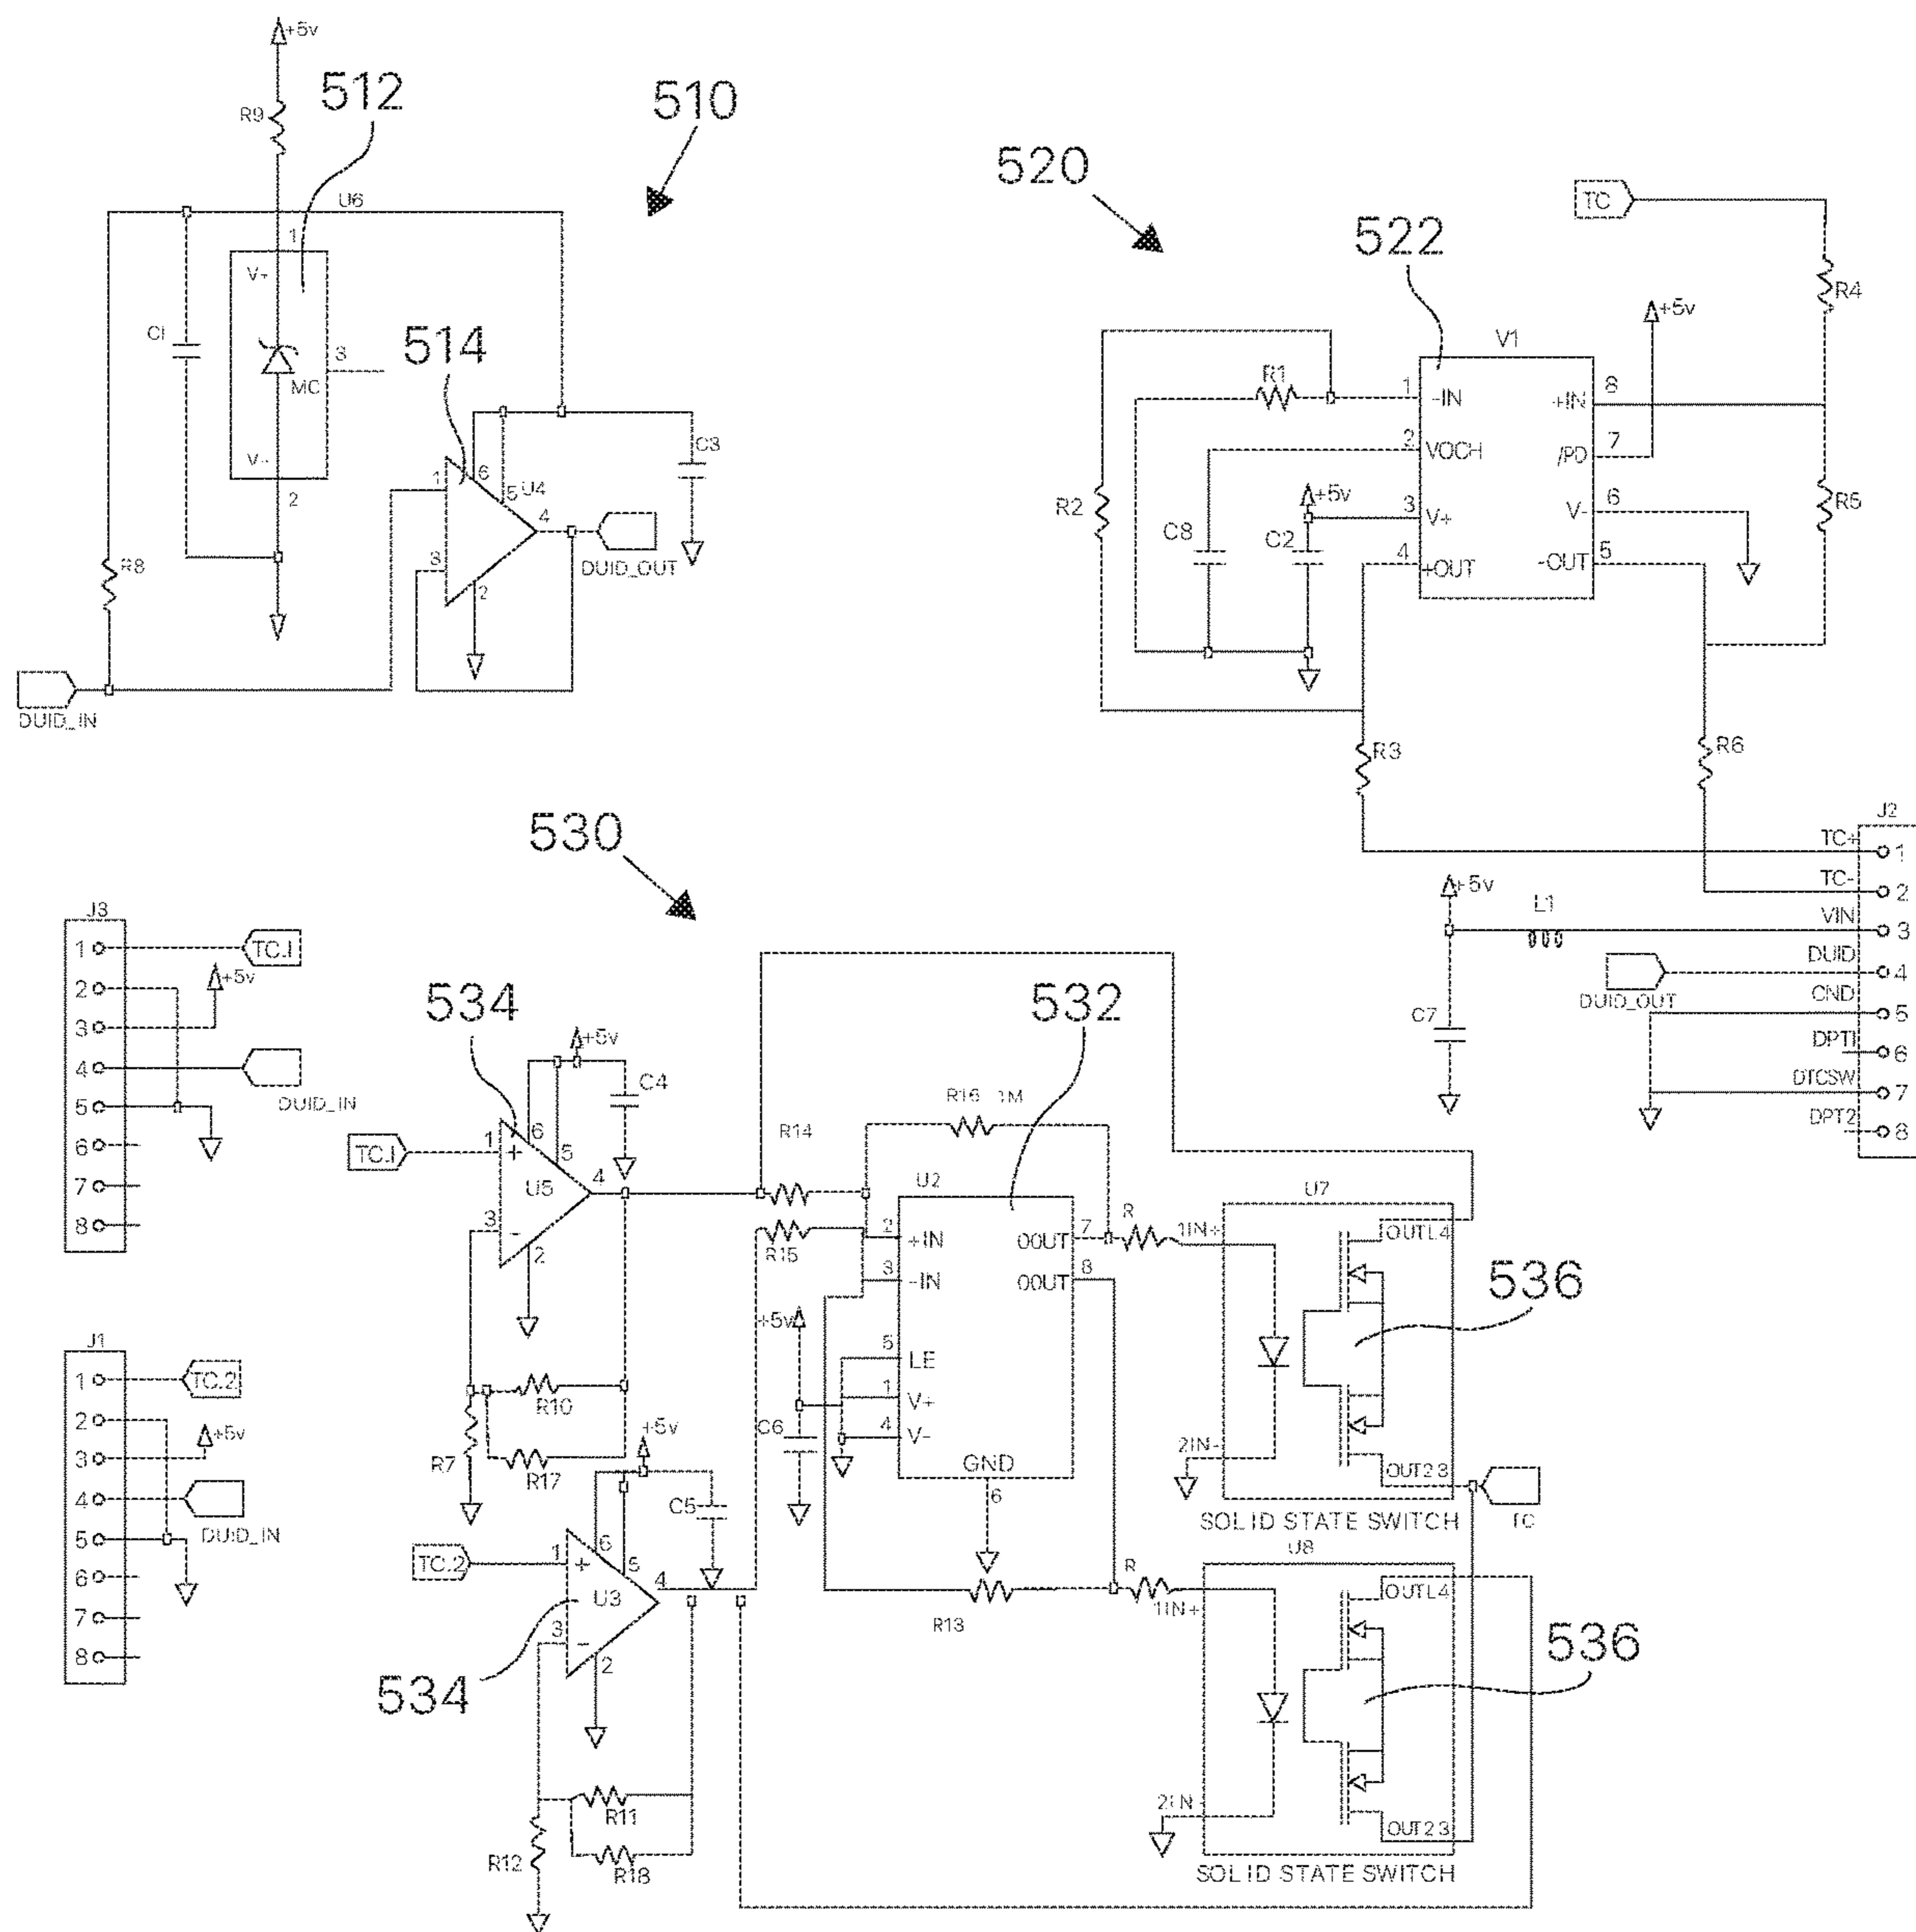 +5v
R9
512
510
U6
1
V+
C1
3
MC
V-
2
R8
DUID_IN
514
1
6
5
U4
4
3
2
C3
DUID_OUT
520
522
TC
R4
+5v
V1
R1
1
-IN
+IN
8
2
VOCH
/PD
7
R2
+5v
3
V+
V-
6
R5
C8
C2
4
+OUT
-OUT
5
R3
R6
J2
TC+
1
TC-
2
+5v
L1
VIN
3
DUID
4
DUID_OUT
GND
5
C7
DPT1
6
DTCSW
7
DPT2
8
530
J3
1
TC.1
2
+5v
3
4
DUID_IN
5
6
7
8
J1
1
TC.2
2
+5v
3
4
DUID_IN
5
6
7
8
534
+5v
C4
TC.1
1
+
6
5
U5
4
3
-
2
R10
R7
R17
532
R14
R16 1M
R15
U2
2
+IN
OOUT
7
3
-IN
OOUT
8
+5v
5
LE
1
V+
C6
4
V-
GND
6
R
1IN+
U7
OUTL4
536
2IN-
OUT23
SOLID STATE SWITCH
TC
+5v
C5
TC.2
1
+
6
5
U3
4
3
-
2
534
R11
R12
R18
R13
R
1IN+
U8
OUTL4
536
2IN-
OUT23
SOLID STATE SWITCH